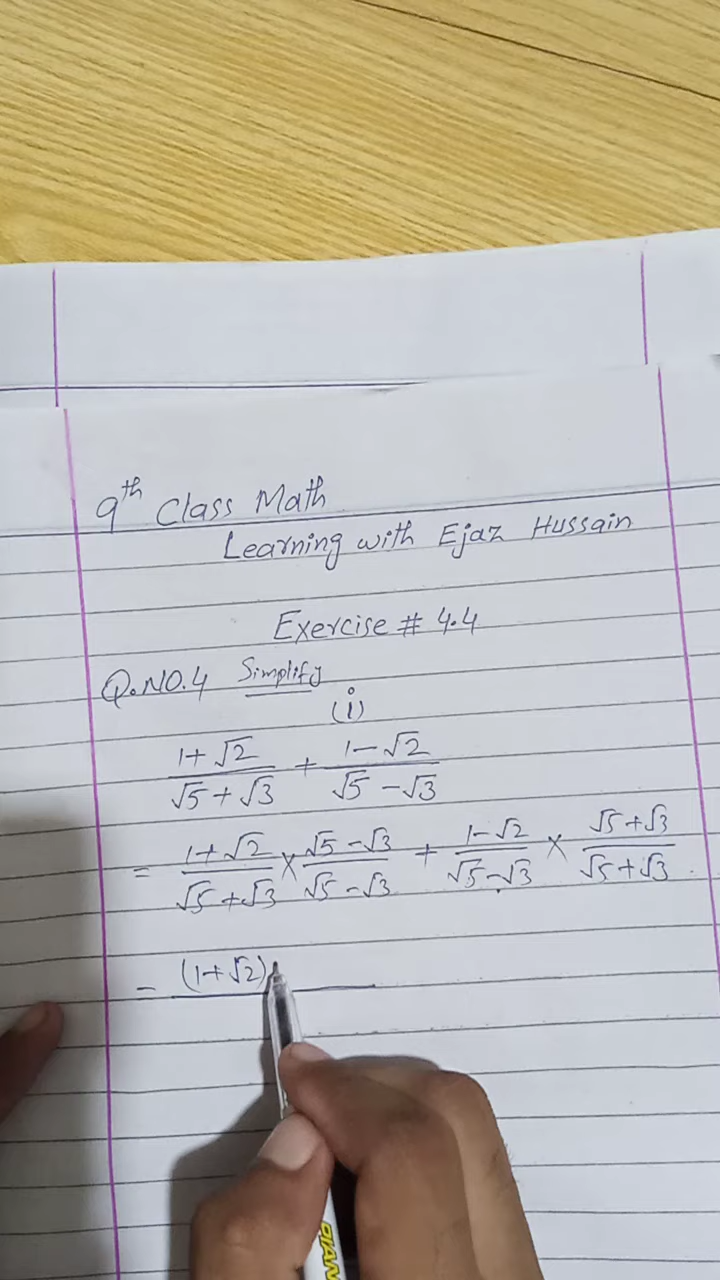 9th Class Math
Learning with Ejaz Hussain
Exercise # 4.4
Q.NO.4 Simplify
(i)
(1+√2)/(√5+√3) + (1-√2)/(√5-√3)
= (1+√2)/(√5+√3) × (√5-√3)/(√5-√3) + (1-√2)/(√5-√3) × (√5+√3)/(√5+√3)
= (1+√2)